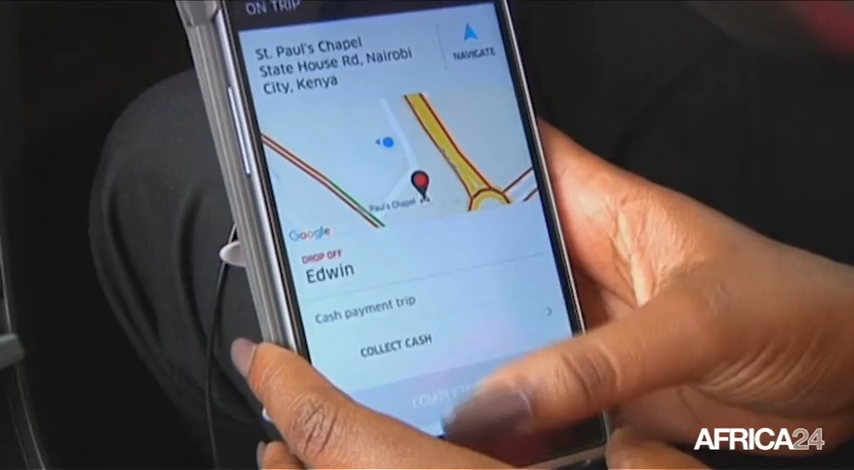 ON TRIP
St. Paul's Chapel
State House Rd, Nairobi
City, Kenya
NAVIGATE
Paul's Chapel
Google
DROP OFF
Edwin
Cash payment trip
COLLECT CASH
AFRICA24